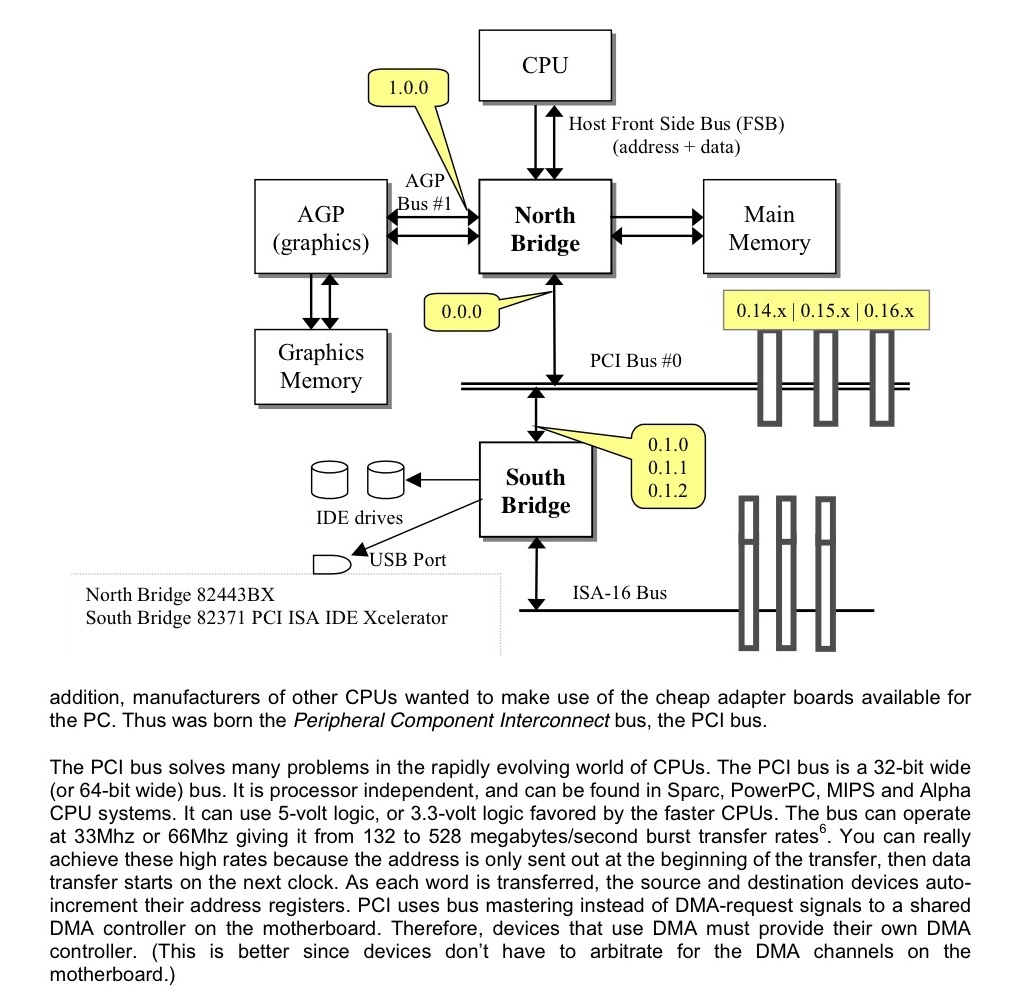 CPU
1.0.0
Host Front Side Bus (FSB)
(address + data)
AGP
Bus #1
AGP
(graphics)
North
Bridge
Main
Memory
0.0.0
0.14.x | 0.15.x | 0.16.x
Graphics
Memory
PCI Bus #0
0.1.0
0.1.1
0.1.2
South
Bridge
IDE drives
USB Port
ISA-16 Bus
North Bridge 82443BX
South Bridge 82371 PCI ISA IDE Xcelerator
addition, manufacturers of other CPUs wanted to make use of the cheap adapter boards available for
the PC. Thus was born the Peripheral Component Interconnect bus, the PCI bus.
The PCI bus solves many problems in the rapidly evolving world of CPUs. The PCI bus is a 32-bit wide
(or 64-bit wide) bus. It is processor independent, and can be found in Sparc, PowerPC, MIPS and Alpha
CPU systems. It can use 5-volt logic, or 3.3-volt logic favored by the faster CPUs. The bus can operate
at 33Mhz or 66Mhz giving it from 132 to 528 megabytes/second burst transfer rates6. You can really
achieve these high rates because the address is only sent out at the beginning of the transfer, then data
transfer starts on the next clock. As each word is transferred, the source and destination devices auto-
increment their address registers. PCI uses bus mastering instead of DMA-request signals to a shared
DMA controller on the motherboard. Therefore, devices that use DMA must provide their own DMA
controller. (This is better since devices don't have to arbitrate for the DMA channels on the
motherboard.)